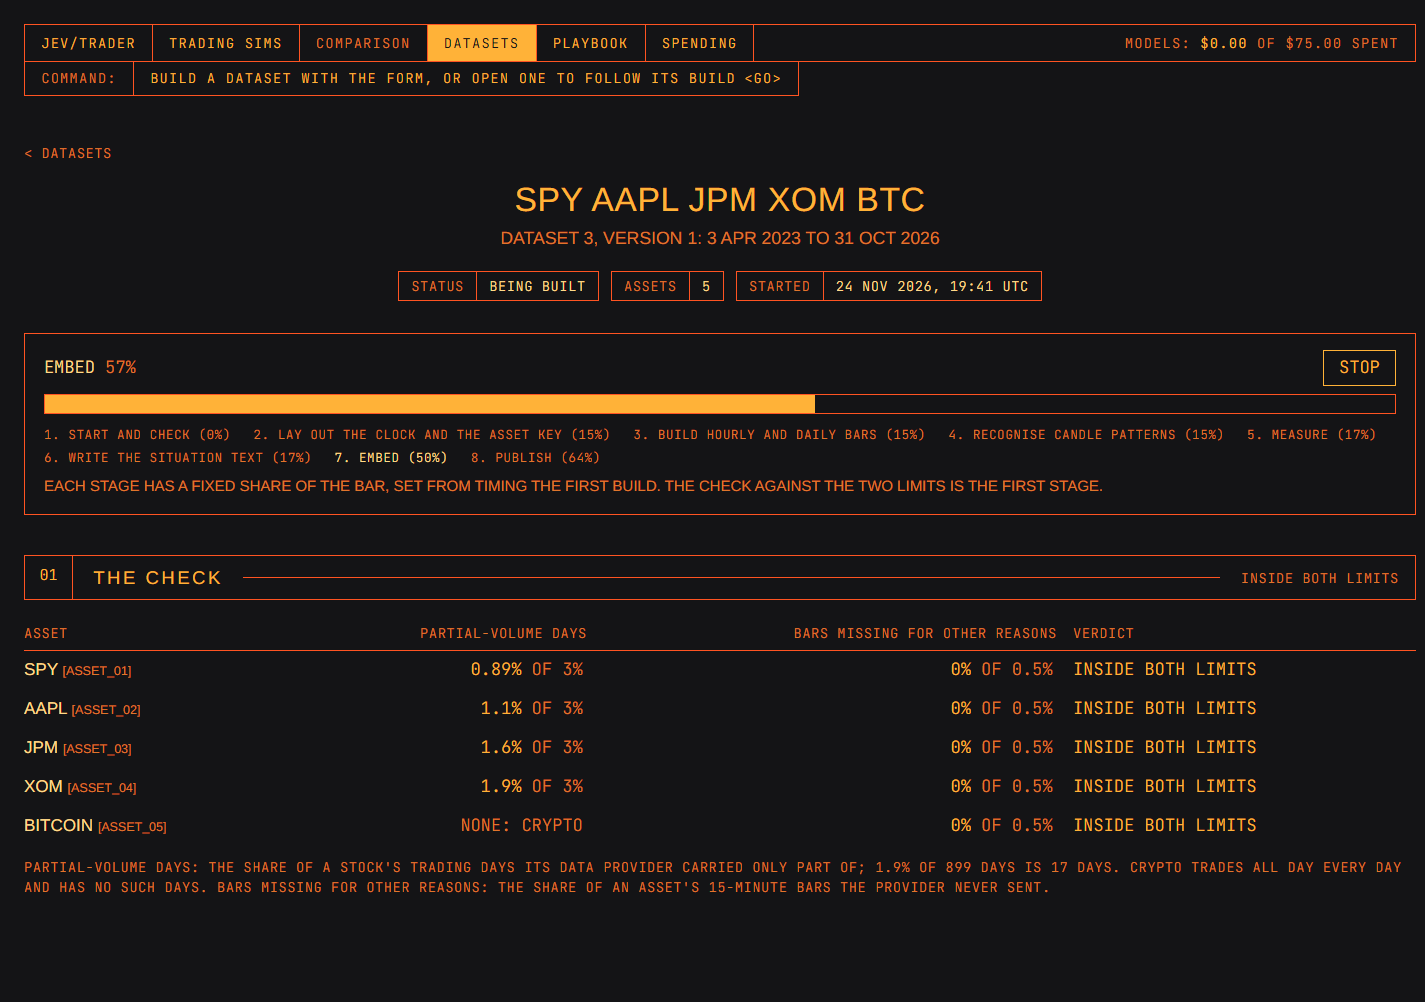 JEV/TRADER TRADING SIMS COMPARISON DATASETS PLAYBOOK SPENDING MODELS: $0.00 OF $75.00 SPENT
COMMAND: BUILD A DATASET WITH THE FORM, OR OPEN ONE TO FOLLOW ITS BUILD <GO>
< DATASETS
SPY AAPL JPM XOM BTC
DATASET 3, VERSION 1: 3 APR 2023 TO 31 OCT 2026
STATUS BEING BUILT ASSETS 5 STARTED 24 NOV 2026, 19:41 UTC
EMBED 57% STOP
1. START AND CHECK (0%) 2. LAY OUT THE CLOCK AND THE ASSET KEY (15%) 3. BUILD HOURLY AND DAILY BARS (15%) 4. RECOGNISE CANDLE PATTERNS (15%) 5. MEASURE (17%)
6. WRITE THE SITUATION TEXT (17%) 7. EMBED (50%) 8. PUBLISH (64%)
EACH STAGE HAS A FIXED SHARE OF THE BAR, SET FROM TIMING THE FIRST BUILD. THE CHECK AGAINST THE TWO LIMITS IS THE FIRST STAGE.
01 THE CHECK INSIDE BOTH LIMITS
ASSET PARTIAL-VOLUME DAYS BARS MISSING FOR OTHER REASONS VERDICT
SPY [ASSET_01] 0.89% OF 3% 0% OF 0.5% INSIDE BOTH LIMITS
AAPL [ASSET_02] 1.1% OF 3% 0% OF 0.5% INSIDE BOTH LIMITS
JPM [ASSET_03] 1.6% OF 3% 0% OF 0.5% INSIDE BOTH LIMITS
XOM [ASSET_04] 1.9% OF 3% 0% OF 0.5% INSIDE BOTH LIMITS
BITCOIN [ASSET_05] NONE: CRYPTO 0% OF 0.5% INSIDE BOTH LIMITS
PARTIAL-VOLUME DAYS: THE SHARE OF A STOCK'S TRADING DAYS ITS DATA PROVIDER CARRIED ONLY PART OF; 1.9% OF 899 DAYS IS 17 DAYS. CRYPTO TRADES ALL DAY EVERY DAY
AND HAS NO SUCH DAYS. BARS MISSING FOR OTHER REASONS: THE SHARE OF AN ASSET'S 15-MINUTE BARS THE PROVIDER NEVER SENT.